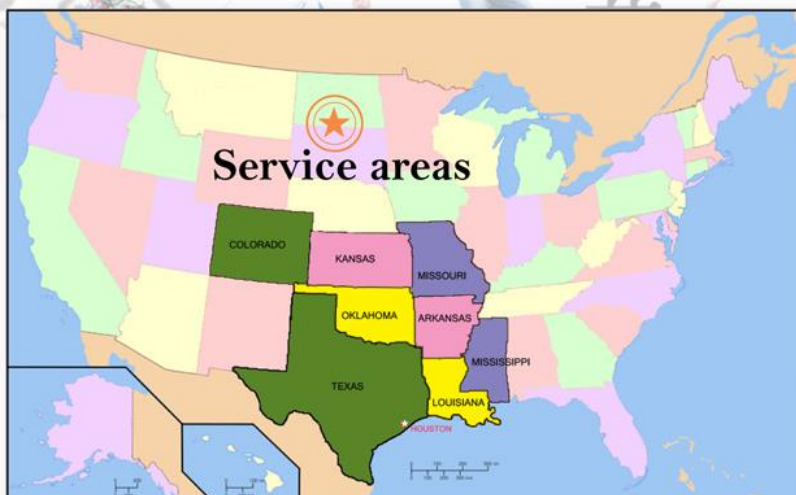 Service areas
COLORADO
KANSAS
MISSOURI
OKLAHOMA
ARKANSAS
MISSISSIPPI
TEXAS
LOUISIANA
HOUSTON